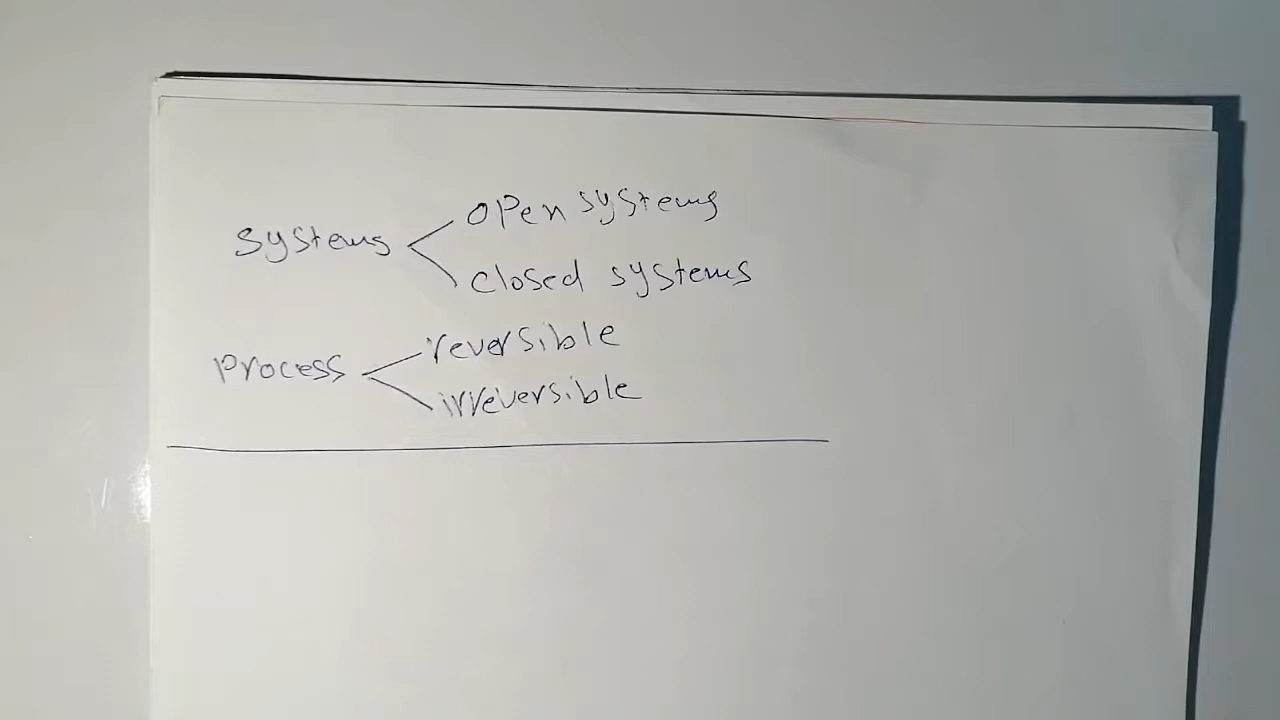 systems
open systems
closed systems
Process
reversible
irreversible